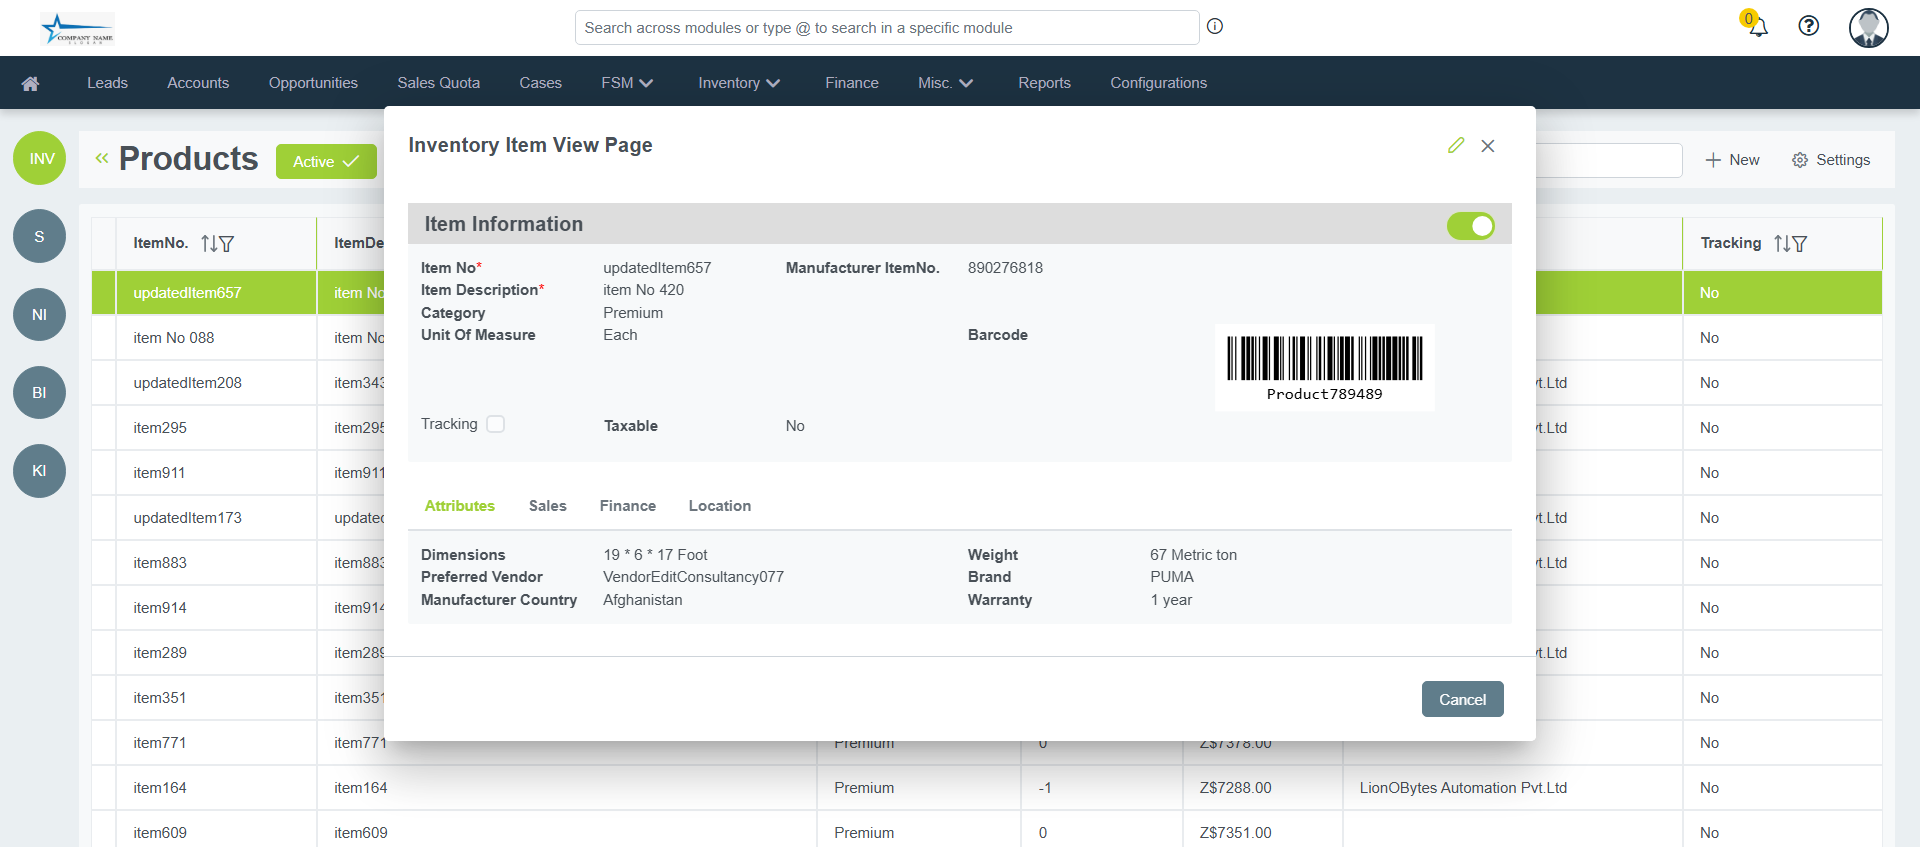 COMPANY NAME
Search across modules or type @ to search in a specific module
0
Leads Accounts Opportunities Sales Quota Cases FSM Inventory Finance Misc. Reports Configurations
INV
S
NI
BI
KI
Products Active
New Settings
ItemNo. ItemDe Tracking
updatedItem657 item No No
item No 088 item No No
updatedItem208 item343 t.Ltd No
item295 item295 t.Ltd No
item911 item911 No
updatedItem173 updated t.Ltd No
item883 item883 t.Ltd No
item914 item914 No
item289 item289 t.Ltd No
item351 item351 No
item771 item771 Premium 0 Z$7378.00 No
item164 item164 Premium -1 Z$7288.00 LionOBytes Automation Pvt.Ltd No
item609 item609 Premium 0 Z$7351.00 No
Inventory Item View Page
Item Information
Item No* updatedItem657 Manufacturer ItemNo. 890276818
Item Description* item No 420
Category Premium
Unit Of Measure Each Barcode
Product789489
Tracking Taxable No
Attributes Sales Finance Location
Dimensions 19 * 6 * 17 Foot Weight 67 Metric ton
Preferred Vendor VendorEditConsultancy077 Brand PUMA
Manufacturer Country Afghanistan Warranty 1 year
Cancel